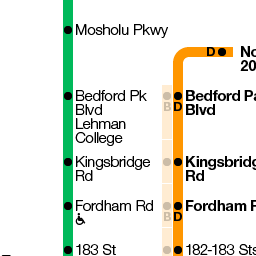 Mosholu Pkwy
D
No
20
Bedford Pk
Blvd
Lehman
College
B D
Bedford Pa
Blvd
Kingsbridge
Rd
Kingsbridg
Rd
Fordham Rd
B D
Fordham R
183 St
182-183 Sts